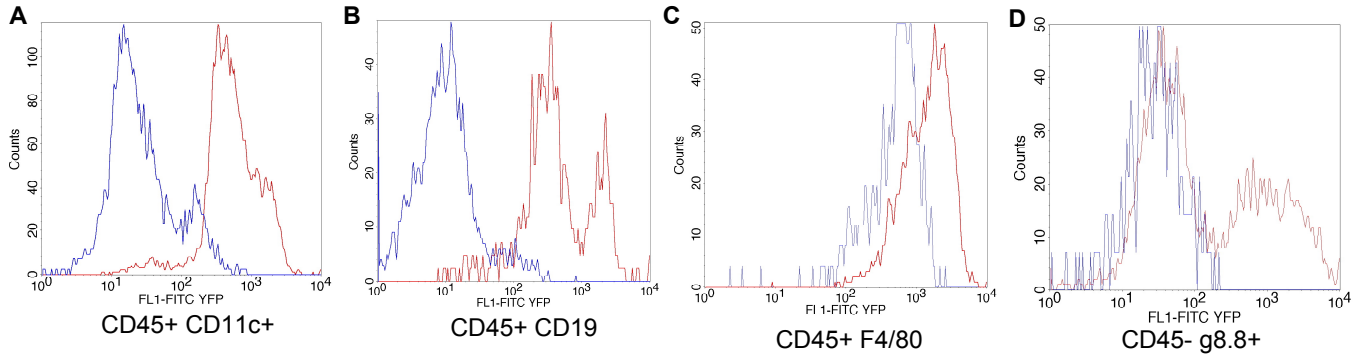 A
Counts
100
80
60
40
20
0
10^0 10^1 10^2 10^3 10^4
FL1-FITC YFP
CD45+ CD11c+
B
Counts
40
30
20
10
0
10^0 10^1 10^2 10^3 10^4
FL1-FITC YFP
CD45+ CD19
C
Counts
50
40
30
20
10
0
10^0 10^1 10^2 10^3 10^4
FL1-FITC YFP
CD45+ F4/80
D
Counts
50
40
30
20
10
0
10^0 10^1 10^2 10^3 10^4
FL1-FITC YFP
CD45- g8.8+